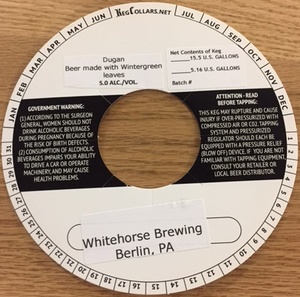 KEGCOLLARS.NET
JAN FEB MAR APR MAY JUN JUL AUG SEP OCT NOV DEC
Dugan
Beer made with Wintergreen
leaves
5.0 ALC./VOL.
Net Contents of Keg
____15.5 U.S. GALLONS
____5.16 U.S. GALLONS
Batch #
GOVERNMENT WARNING:
(1) ACCORDING TO THE SURGEON
GENERAL, WOMEN SHOULD NOT
DRINK ALCOHOLIC BEVERAGES
DURING PREGNANCY BECAUSE OF
THE RISK OF BIRTH DEFECTS.
(2) CONSUMPTION OF ALCOHOLIC
BEVERAGES IMPAIRS YOUR ABILITY
TO DRIVE A CAR OR OPERATE
MACHINERY, AND MAY CAUSE
HEALTH PROBLEMS.
ATTENTION - READ
BEFORE TAPPING:
THIS KEG MAY RUPTURE AND CAUSE
INJURY IF OVER-PRESSURIZED WITH
COMPRESSED AIR OR CO2. TAPPING
SYSTEM AND PRESSURIZED
REGULATOR SHOULD EACH BE
EQUIPPED WITH A PRESSURE RELIEF
(BLOW OFF) DEVICE. IF YOU ARE NOT
FAMILIAR WITH TAPPING EQUIPMENT,
CONSULT YOUR RETAILER OR
LOCAL BEER DISTRIBUTOR.
Whitehorse Brewing
Berlin, PA